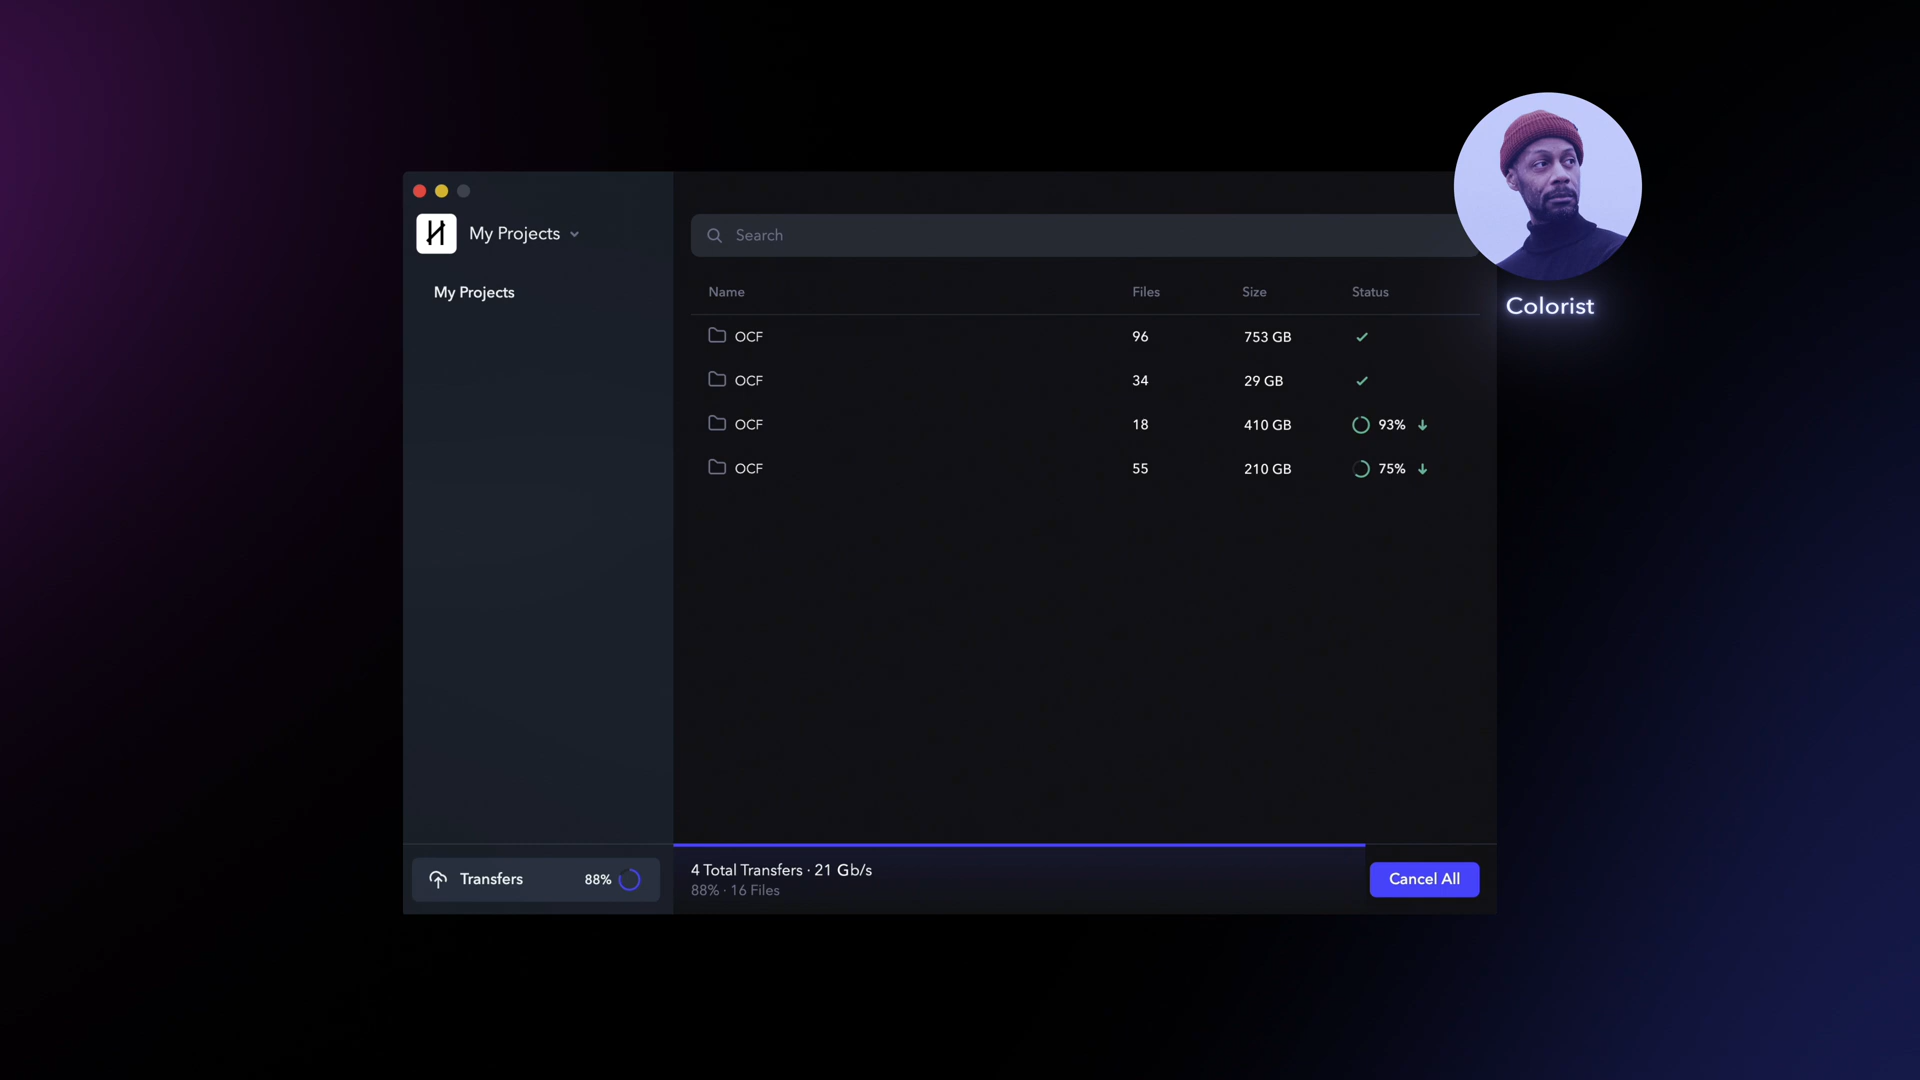 My Projects
My Projects
Search
Name Files Size Status
OCF 96 753 GB
OCF 34 29 GB
OCF 18 410 GB 93%
OCF 55 210 GB 75%
Colorist
Transfers 88%
4 Total Transfers · 21 Gb/s
88% · 16 Files
Cancel All